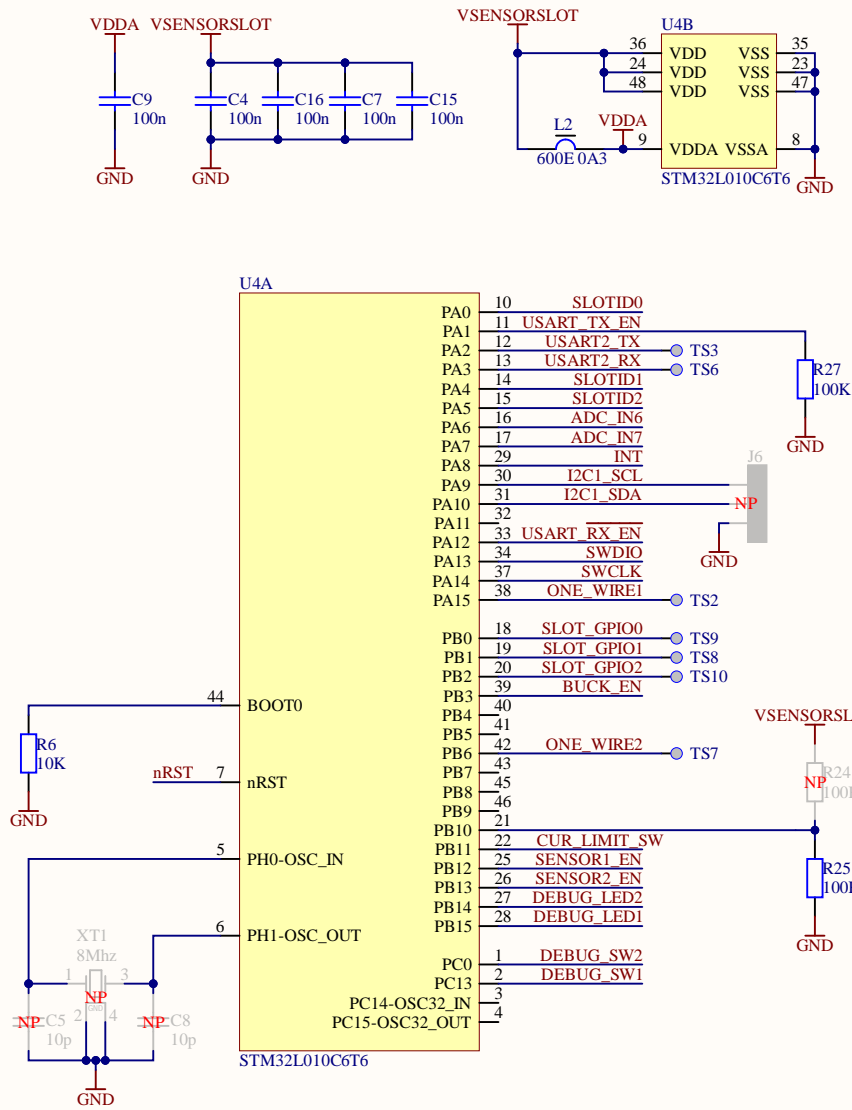 VDDA
VSENSORSLOT
C9
100n
C4
100n
C16
100n
C7
100n
C15
100n
GND
GND
VSENSORSLOT
U4B
36 VDD VSS 35
24 VDD VSS 23
48 VDD VSS 47
L2
600E 0A3
VDDA
9 VDDA VSSA 8
STM32L010C6T6
GND
U4A
PA0 10 SLOTID0
PA1 11 USART_TX_EN
PA2 12 USART2_TX TS3
PA3 13 USART2_RX TS6
PA4 14 SLOTID1
PA5 15 SLOTID2
PA6 16 ADC_IN6
PA7 17 ADC_IN7
PA8 29 INT
PA9 30 I2C1_SCL
PA10 31 I2C1_SDA
PA11 32
PA12 33 USART_RX_EN
PA13 34 SWDIO
PA14 37 SWCLK
PA15 38 ONE_WIRE1 TS2
R27
100K
GND
J6
NP
GND
PB0 18 SLOT_GPIO0 TS9
PB1 19 SLOT_GPIO1 TS8
PB2 20 SLOT_GPIO2 TS10
PB3 39 BUCK_EN
PB4 40
PB5 41
PB6 42 ONE_WIRE2 TS7
PB7 43
PB8 45
PB9 46
PB10 21
PB11 22 CUR_LIMIT_SW
PB12 25 SENSOR1_EN
PB13 26 SENSOR2_EN
PB14 27 DEBUG_LED2
PB15 28 DEBUG_LED1
VSENSORSL
R24
NP
100
R25
100
GND
PC0 1 DEBUG_SW2
PC13 2 DEBUG_SW1
PC14-OSC32_IN 3
PC15-OSC32_OUT 4
44 BOOT0
R6
10K
GND
nRST 7 nRST
5 PH0-OSC_IN
6 PH1-OSC_OUT
XT1
8Mhz
1 3
NP
GND
2 4
NP C5
10p
NP C8
10p
GND
STM32L010C6T6